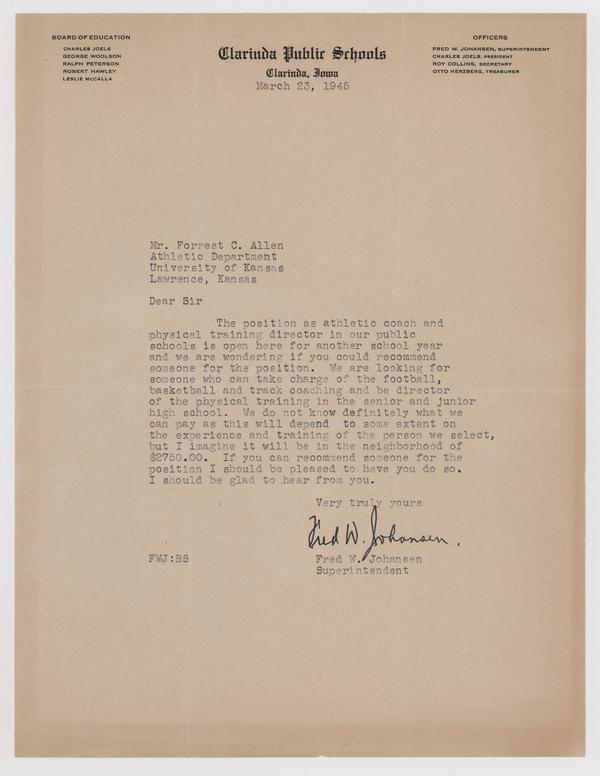 BOARD OF EDUCATION
CHARLES JOELS
GEORGE WOOLSON
RALPH PETERSON
ROBERT HAWLEY
LESLIE McCALLA
Clarinda Public Schools
Clarinda, Iowa
March 23, 1945
OFFICERS
FRED W. JOHANSEN, SUPERINTENDENT
CHARLES JOELS, PRESIDENT
ROY COLLINS, SECRETARY
OTTO HERZBERG, TREASURER
Mr. Forrest C. Allen
Athletic Department
University of Kansas
Lawrence, Kansas
Dear Sir
The position as athletic coach and
physical training director in our public
schools is open here for another school year
and we are wondering if you could recommend
someone for the position. We are looking for
someone who can take charge of the football,
basketball and track coaching and be director
of the physical training in the senior and junior
high school. We do not know definitely what we
can pay as this will depend to some extent on
the experience and training of the person we select,
but I imagine it will be in the neighborhood of
$2750.00. If you can recommend someone for the
position I should be pleased to have you do so.
I should be glad to hear from you.
Very truly yours
Fred W. Johansen.
FWJ:BS
Fred W. Johansen
Superintendent